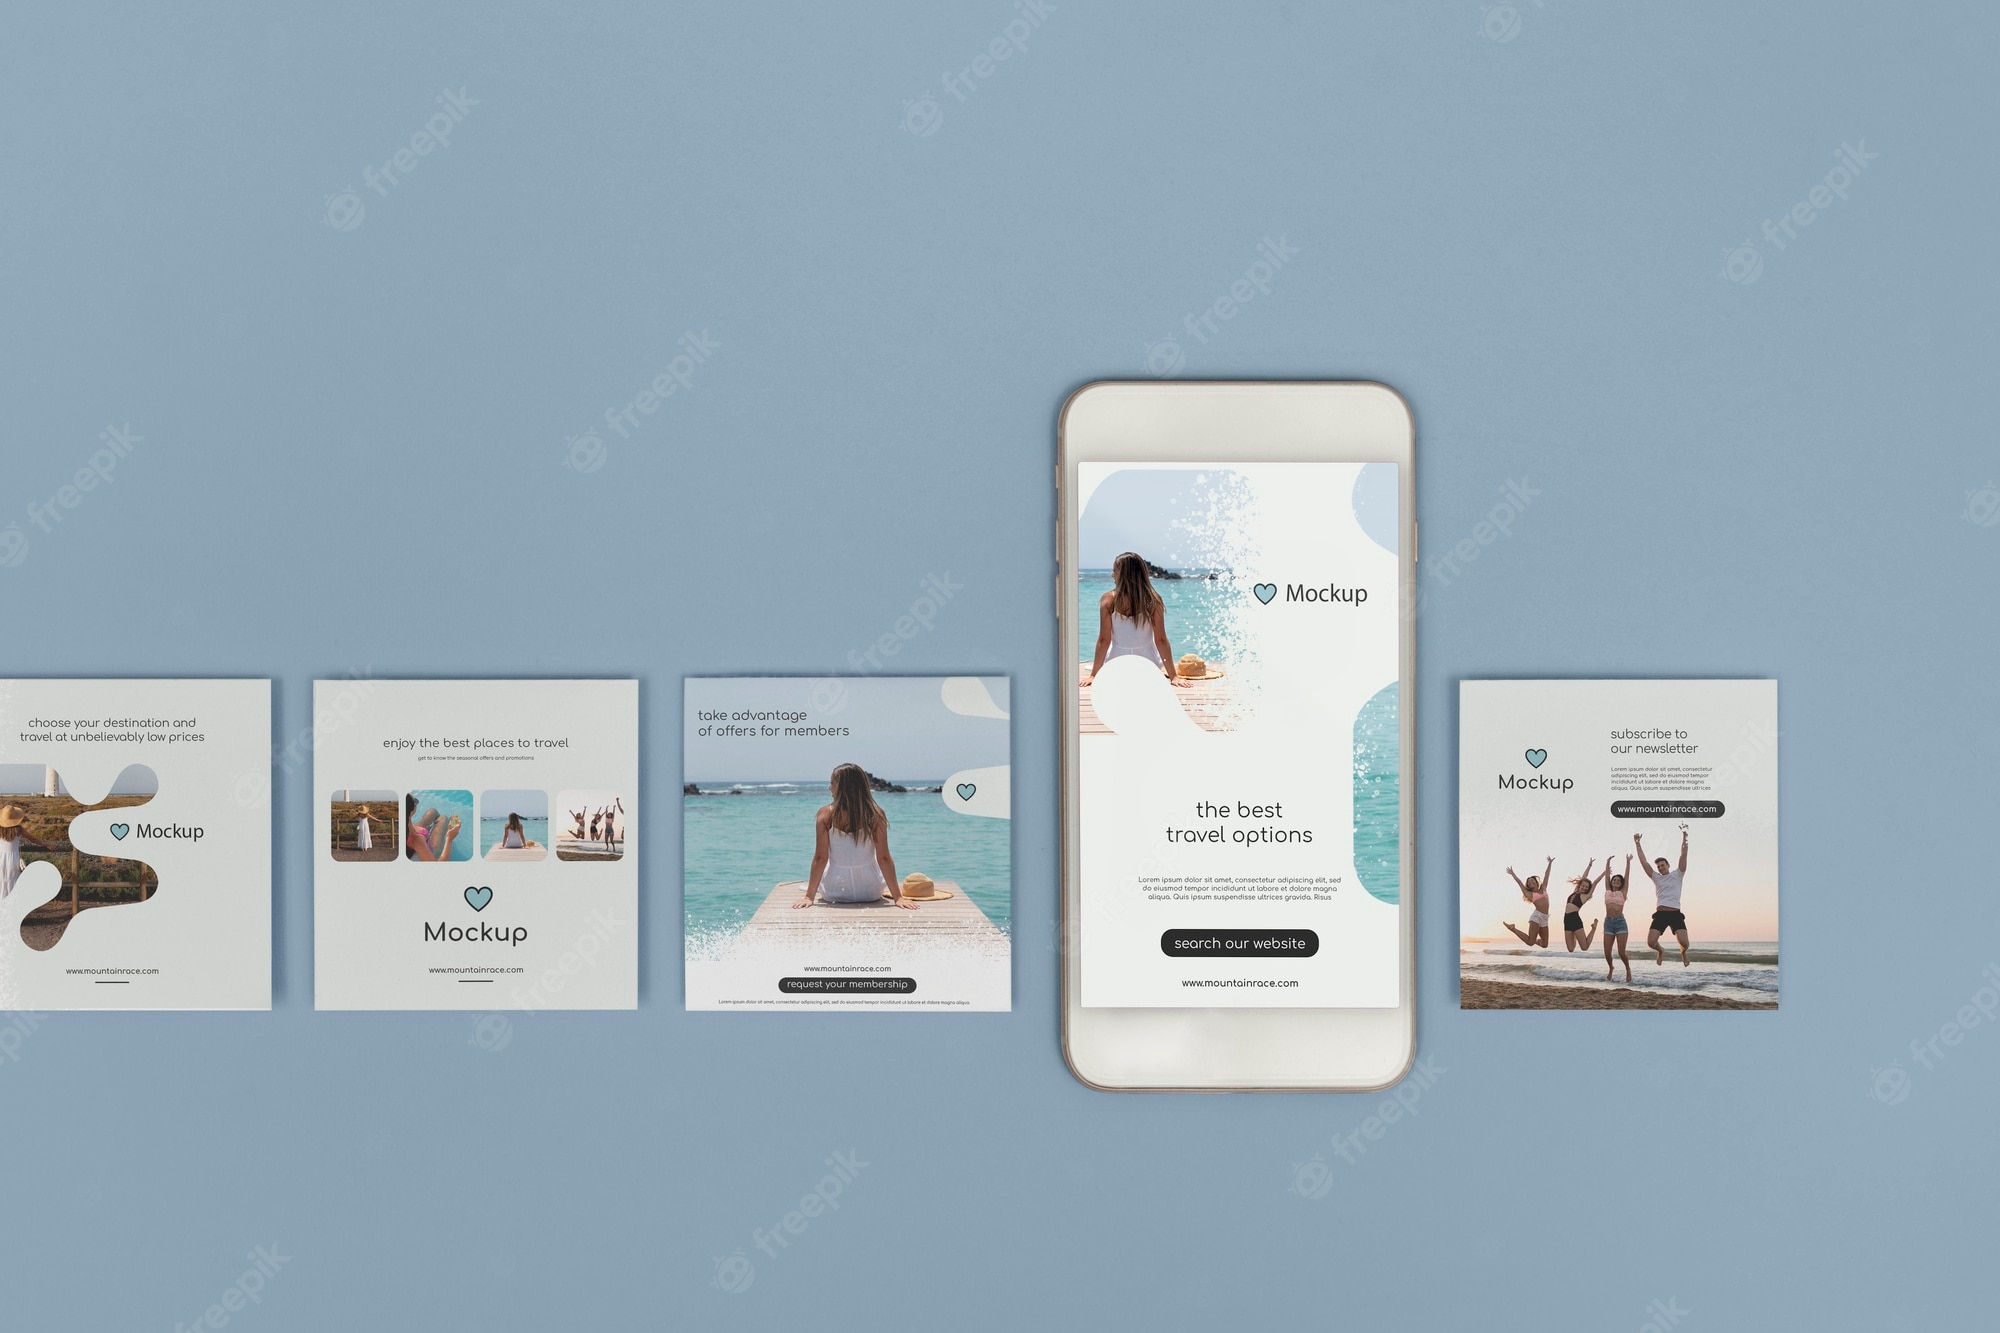 choose your destination and
travel at unbelievably low prices
Mockup
www.mountainrace.com
enjoy the best places to travel
get to know the seasonal offers and promotions
Mockup
www.mountainrace.com
take advantage
of offers for members
www.mountainrace.com
request your membership
Lorem ipsum dolor sit amet, consectetur adipiscing elit, sed do eiusmod tempor incididunt ut labore et dolore magna aliqua.
Mockup
the best
travel options
Lorem ipsum dolor sit amet, consectetur adipiscing elit, sed
do eiusmod tempor incididunt ut labore et dolore magna
aliqua. Quis ipsum suspendisse ultrices gravida. Risus
search our website
www.mountainrace.com
Mockup
subscribe to
our newsletter
Lorem ipsum dolor sit amet, consectetur
adipiscing elit, sed do eiusmod tempor
incididunt ut labore et dolore magna
aliqua. Quis ipsum suspendisse ultrices
www.mountainrace.com
freepik
freepik
freepik
freepik
freepik
freepik
freepik
freepik
freepik
freepik
freepik
freepik
freepik